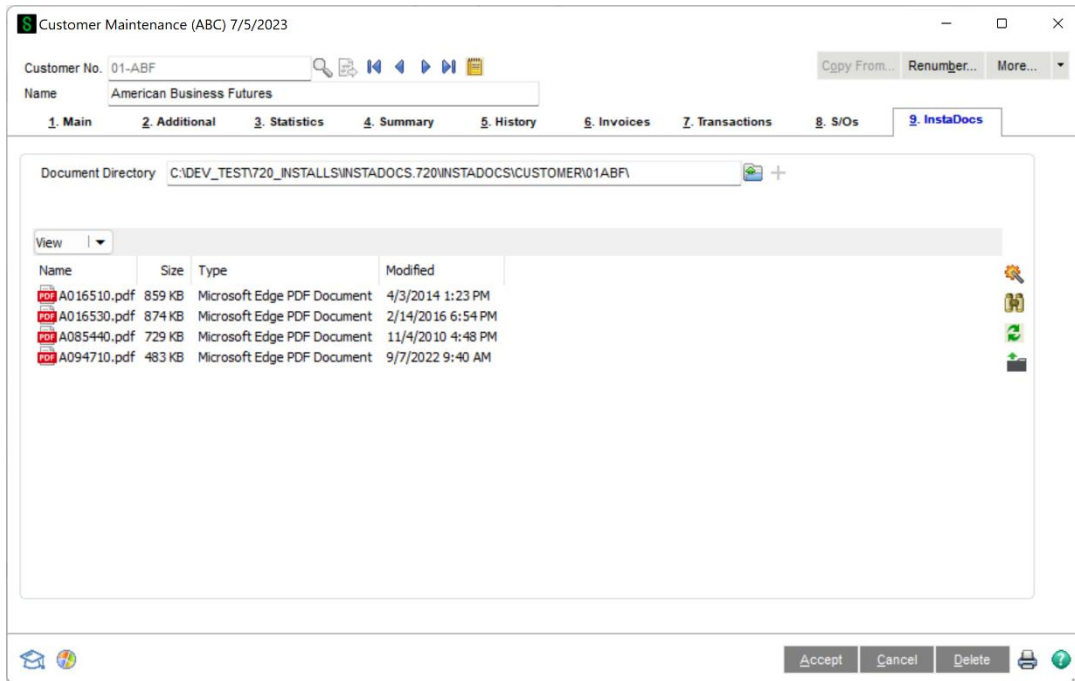 Customer Maintenance (ABC) 7/5/2023
Customer No. 01-ABF Copy From... Renumber... More...
Name American Business Futures
1. Main 2. Additional 3. Statistics 4. Summary 5. History 6. Invoices 7. Transactions 8. S/Os 9. InstaDocs
Document Directory C:\DEV_TEST\720_INSTALLS\INSTADOCS.720\INSTADOCS\CUSTOMER\01ABF\
View
Name Size Type Modified
PDF A016510.pdf 859 KB Microsoft Edge PDF Document 4/3/2014 1:23 PM
PDF A016530.pdf 874 KB Microsoft Edge PDF Document 2/14/2016 6:54 PM
PDF A085440.pdf 729 KB Microsoft Edge PDF Document 11/4/2010 4:48 PM
PDF A094710.pdf 483 KB Microsoft Edge PDF Document 9/7/2022 9:40 AM
Accept Cancel Delete